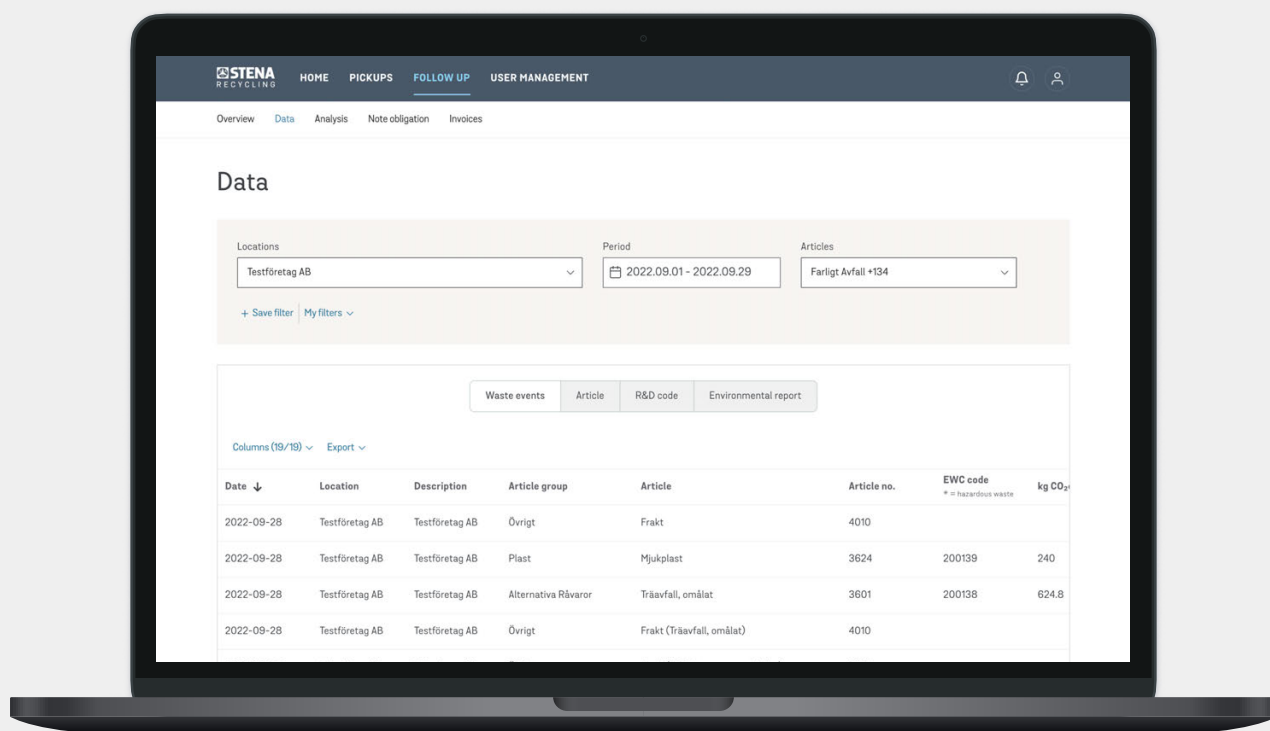 STENA HOME PICKUPS FOLLOW UP USER MANAGEMENT
RECYCLING
Overview Data Analysis Note obligation Invoices
Data
Locations Period Articles
Testföretag AB 2022.09.01 - 2022.09.29 Farligt Avfall +134
+ Save filter My filters
Waste events Article R&D code Environmental report
Columns (19/19) Export
Date Location Description Article group Article Article no. EWC code kg CO₂
* = hazardous waste
2022-09-28 Testföretag AB Testföretag AB Övrigt Frakt 4010
2022-09-28 Testföretag AB Testföretag AB Plast Mjukplast 3624 200139 240
2022-09-28 Testföretag AB Testföretag AB Alternativa Råvaror Träavfall, omålat 3601 200138 624.8
2022-09-28 Testföretag AB Testföretag AB Övrigt Frakt (Träavfall, omålat) 4010